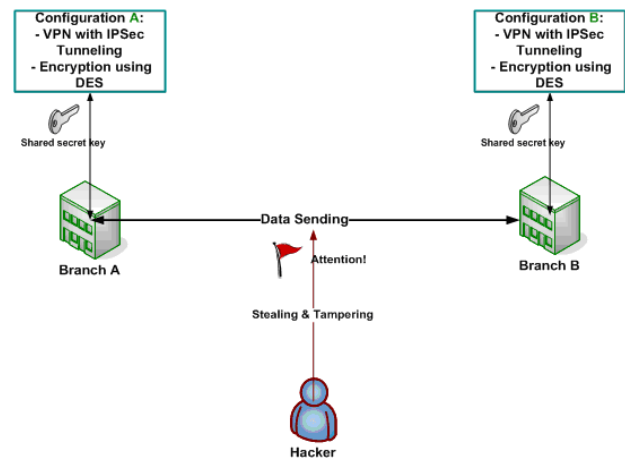 Configuration A:
- VPN with IPSec
Tunneling
- Encryption using
DES
Configuration B:
- VPN with IPSec
Tunneling
- Encryption using
DES
Shared secret key
Shared secret key
Data Sending
Branch A
Attention!
Branch B
Stealing & Tampering
Hacker